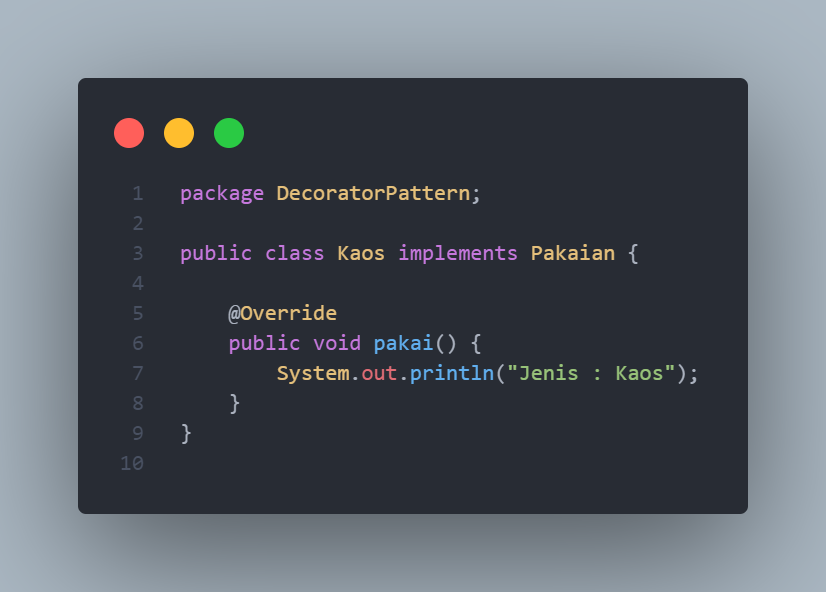 1 package DecoratorPattern;
2
3 public class Kaos implements Pakaian {
4
5     @Override
6     public void pakai() {
7         System.out.println("Jenis : Kaos");
8     }
9 }
10